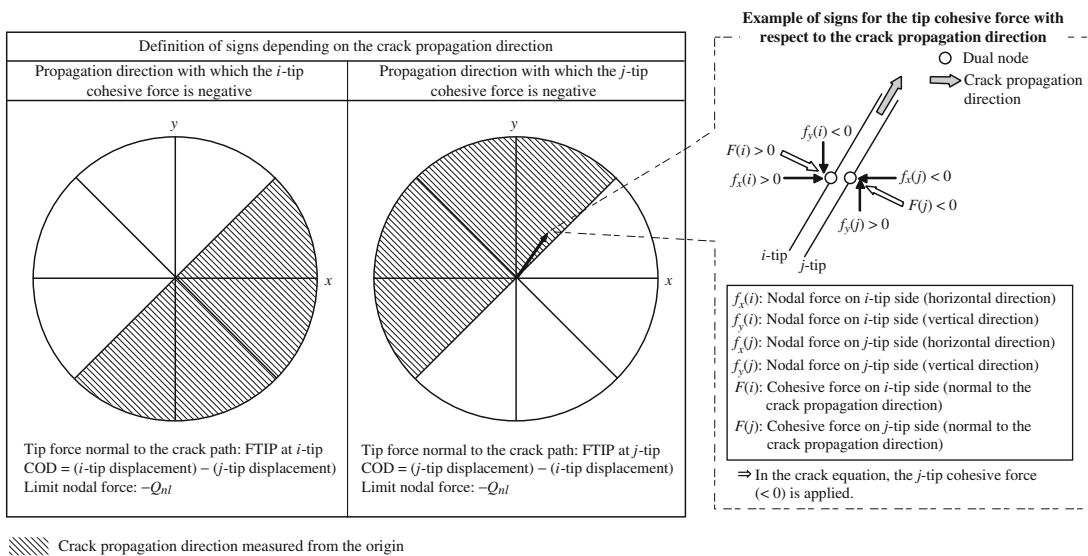 Definition of signs depending on the crack propagation direction
Propagation direction with which the i-tip
cohesive force is negative
Propagation direction with which the j-tip
cohesive force is negative
y
x
y
x
Tip force normal to the crack path: FTIP at i-tip
COD = (i-tip displacement) − (j-tip displacement)
Limit nodal force: −Qnl
Tip force normal to the crack path: FTIP at j-tip
COD = (j-tip displacement) − (i-tip displacement)
Limit nodal force: −Qnl
Crack propagation direction measured from the origin
Example of signs for the tip cohesive force with
respect to the crack propagation direction
Dual node
Crack propagation
direction
fy(i) < 0
F(i) > 0
fx(i) > 0
fx(j) < 0
F(j) < 0
fy(j) > 0
i-tip
j-tip
fx(i): Nodal force on i-tip side (horizontal direction)
fy(i): Nodal force on i-tip side (vertical direction)
fx(j): Nodal force on j-tip side (horizontal direction)
fy(j): Nodal force on j-tip side (vertical direction)
F(i): Cohesive force on i-tip side (normal to the
crack propagation direction)
F(j): Cohesive force on j-tip side (normal to the
crack propagation direction)
⇒ In the crack equation, the j-tip cohesive force
(< 0) is applied.